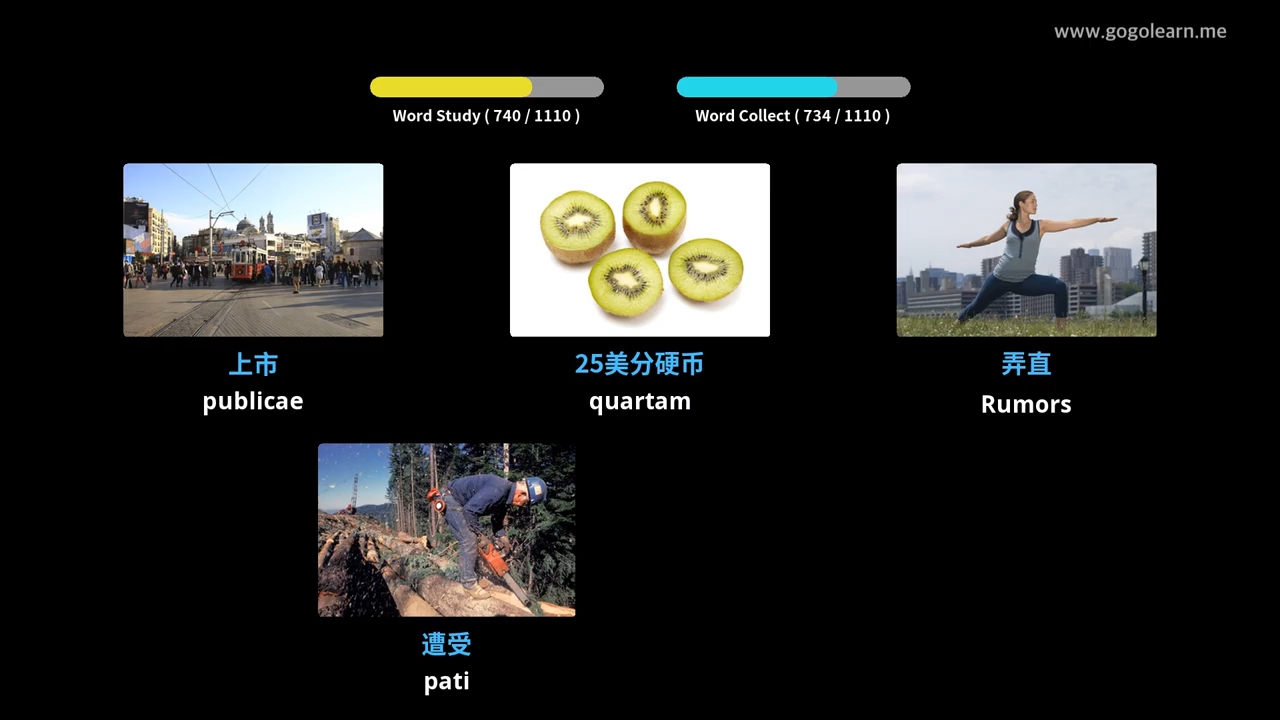 www.gogolearn.me
Word Study ( 740 / 1110 )
Word Collect ( 734 / 1110 )
上市
publicae
25美分硬币
quartam
弄直
Rumors
遭受
pati